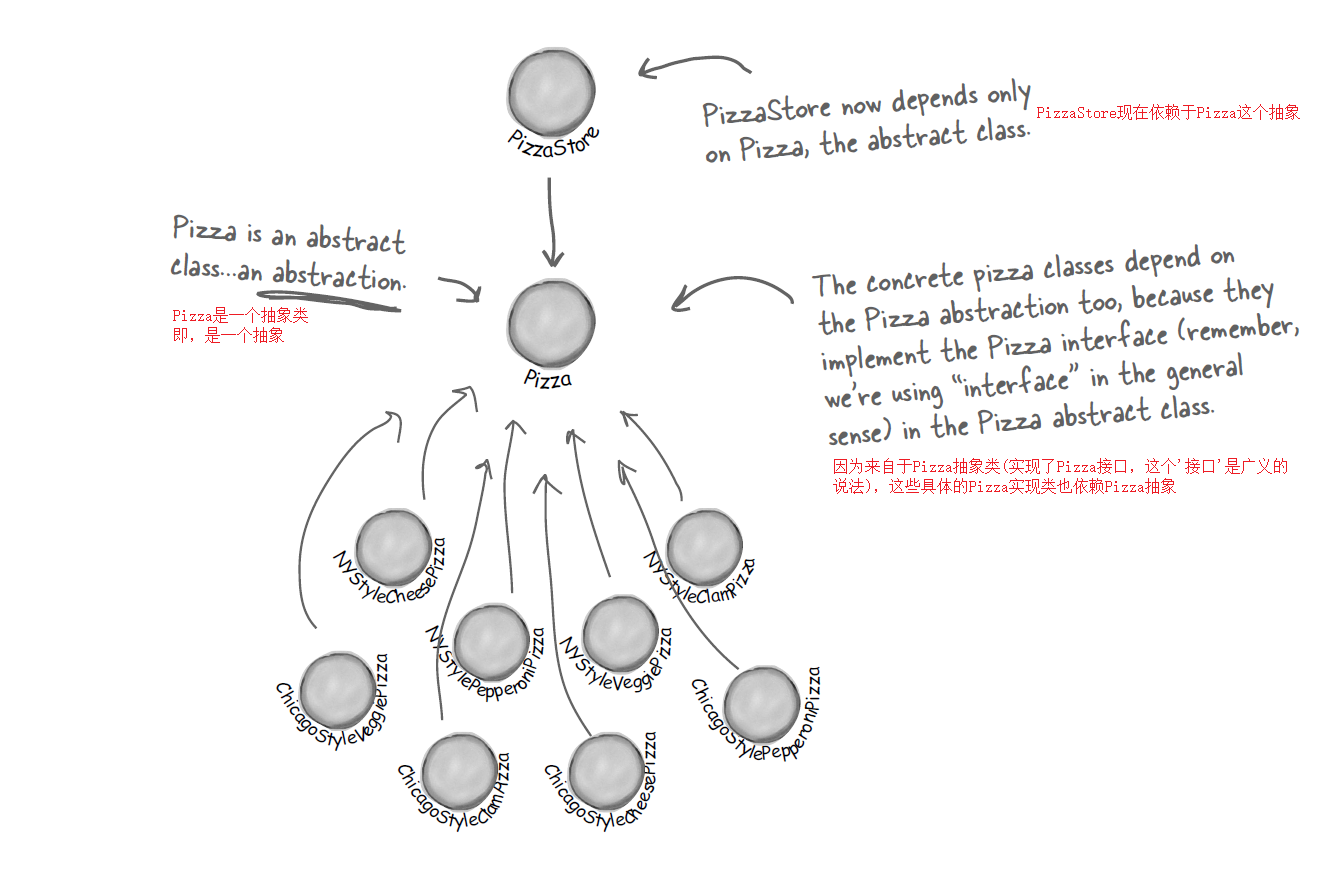 PizzaStore
PizzaStore now depends only
on Pizza, the abstract class.
PizzaStore现在依赖于Pizza这个抽象
Pizza is an abstract
class...an abstraction.
Pizza是一个抽象类
即，是一个抽象
Pizza
The concrete pizza classes depend on
the Pizza abstraction too, because they
implement the Pizza interface (remember,
we're using “interface” in the general
sense) in the Pizza abstract class.
因为来自于Pizza抽象类(实现了Pizza接口，这个'接口'是广义的
说法)，这些具体的Pizza实现类也依赖Pizza抽象
NYStyleCheesePizza
NYStyleClamPizza
NYStylePepperoniPizza
NYStyleVeggiePizza
ChicagoStyleVeggiePizza
ChicagoStylePepperoniPizza
ChicagoStyleClamPizza
ChicagoStyleCheesePizza